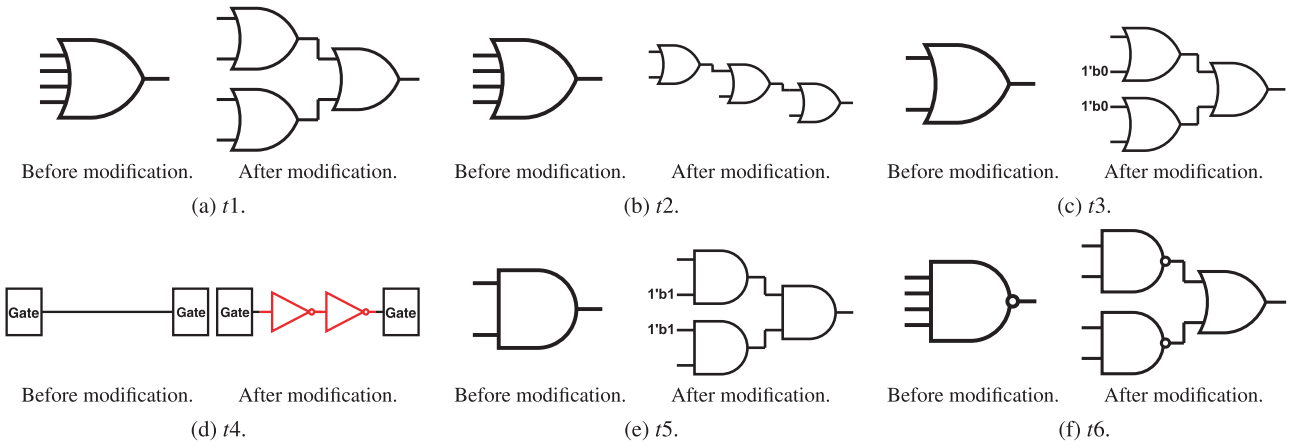 1'b0
1'b0
Before modification. After modification. Before modification. After modification. Before modification. After modification.
(a) t1. (b) t2. (c) t3.
Gate Gate Gate Gate
1'b1
1'b1
Before modification. After modification. Before modification. After modification. Before modification. After modification.
(d) t4. (e) t5. (f) t6.